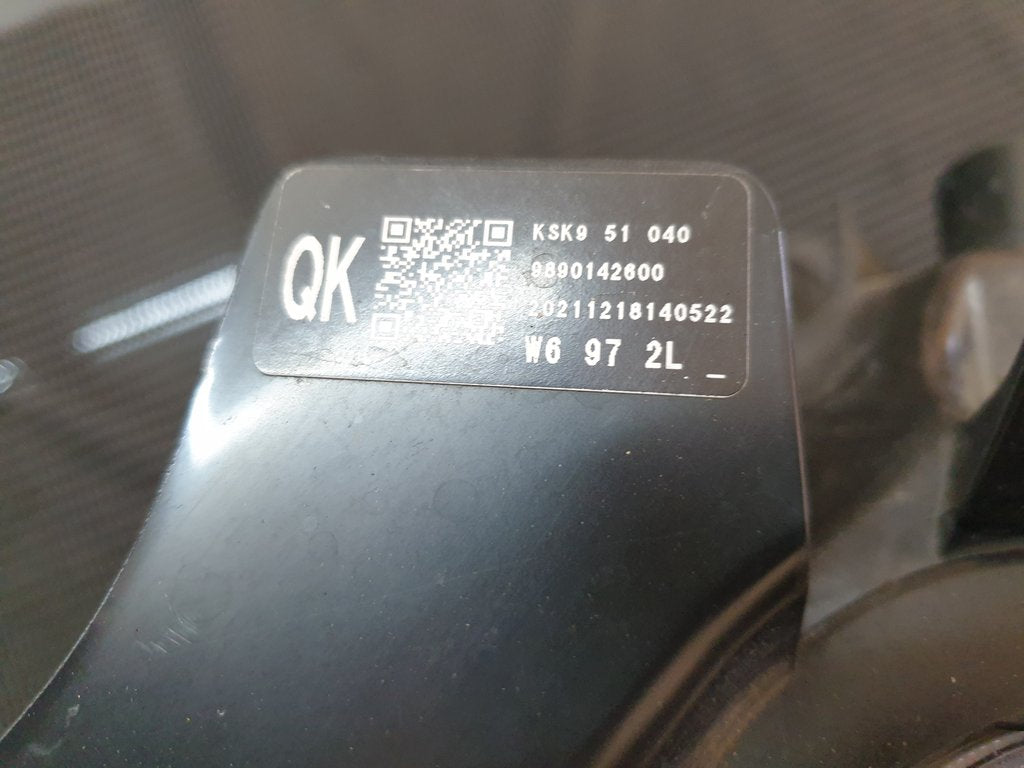 QK
KSK9 51 040
9890142600
20211218140522
W6 97 2L _